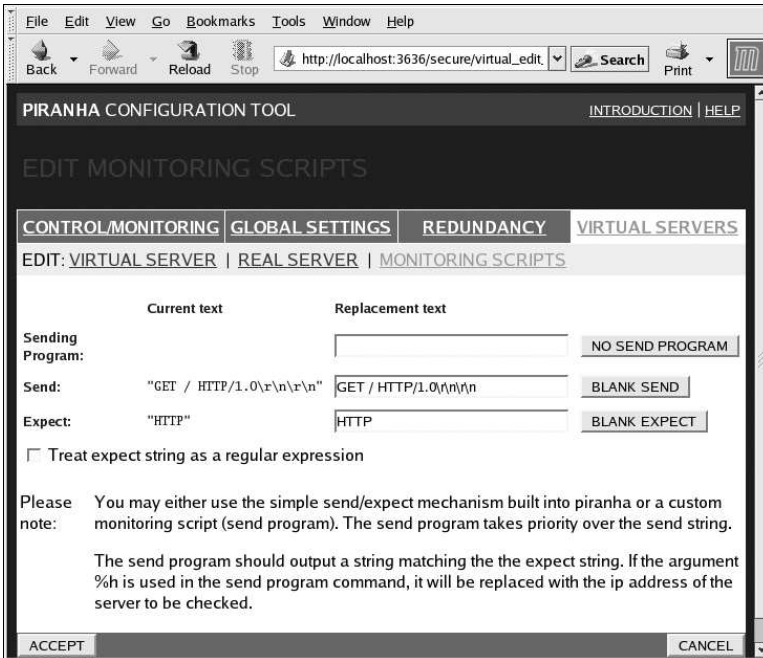 File Edit View Go Bookmarks Tools Window Help
Back Forward Reload Stop http://localhost:3636/secure/virtual_edit_ Search Print
PIRANHA CONFIGURATION TOOL INTRODUCTION | HELP
EDIT MONITORING SCRIPTS
CONTROL/MONITORING GLOBAL SETTINGS REDUNDANCY VIRTUAL SERVERS
EDIT: VIRTUAL SERVER | REAL SERVER | MONITORING SCRIPTS
Current text Replacement text
Sending
Program: NO SEND PROGRAM
Send: "GET / HTTP/1.0\r\n\r\n" GET / HTTP/1.0\r\n\r\n BLANK SEND
Expect: "HTTP" HTTP BLANK EXPECT
Treat expect string as a regular expression
Please note: You may either use the simple send/expect mechanism built into piranha or a custom
monitoring script (send program). The send program takes priority over the send string.
The send program should output a string matching the the expect string. If the argument
%h is used in the send program command, it will be replaced with the ip address of the
server to be checked.
ACCEPT CANCEL